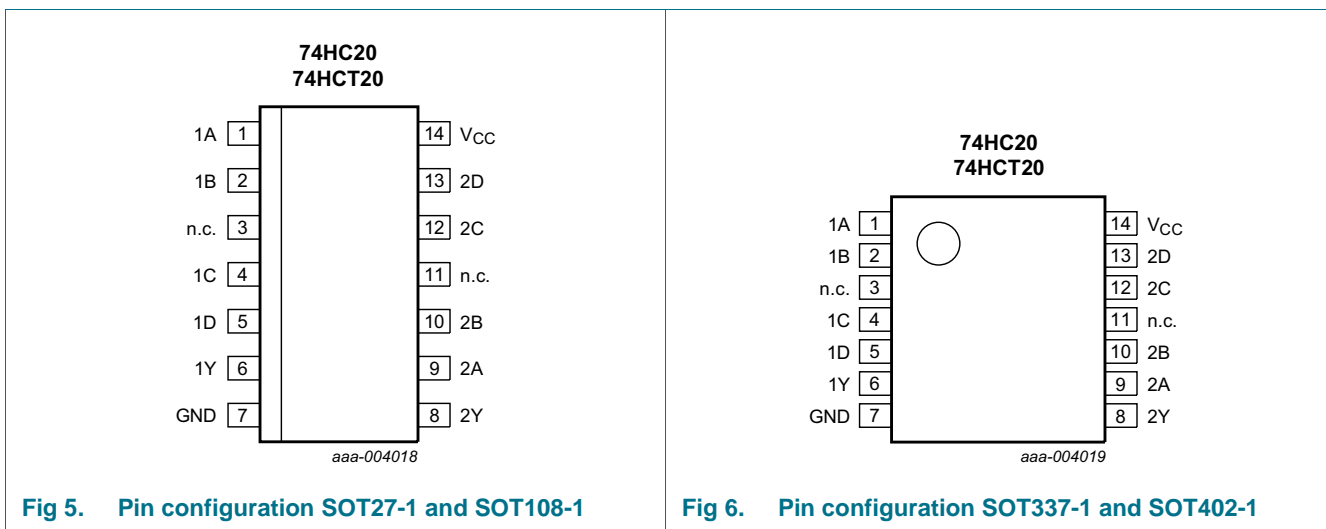 74HC20
74HCT20
1A 1 14 VCC
1B 2 13 2D
n.c. 3 12 2C
1C 4 11 n.c.
1D 5 10 2B
1Y 6 9 2A
GND 7 8 2Y
aaa-004018
Fig 5. Pin configuration SOT27-1 and SOT108-1
74HC20
74HCT20
1A 1 14 VCC
1B 2 13 2D
n.c. 3 12 2C
1C 4 11 n.c.
1D 5 10 2B
1Y 6 9 2A
GND 7 8 2Y
aaa-004019
Fig 6. Pin configuration SOT337-1 and SOT402-1